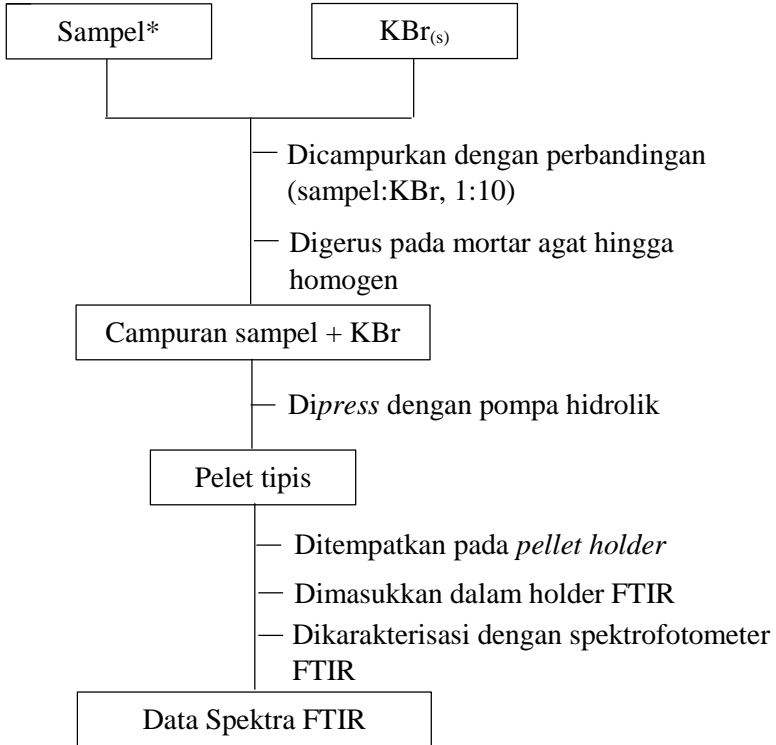 Sampel*
KBr(s)
Dicampurkan dengan perbandingan
(sampel:KBr, 1:10)
Digerus pada mortar agat hingga
homogen
Campuran sampel + KBr
Dipress dengan pompa hidrolik
Pelet tipis
Ditempatkan pada pellet holder
Dimasukkan dalam holder FTIR
Dikarakterisasi dengan spektrofotometer
FTIR
Data Spektra FTIR